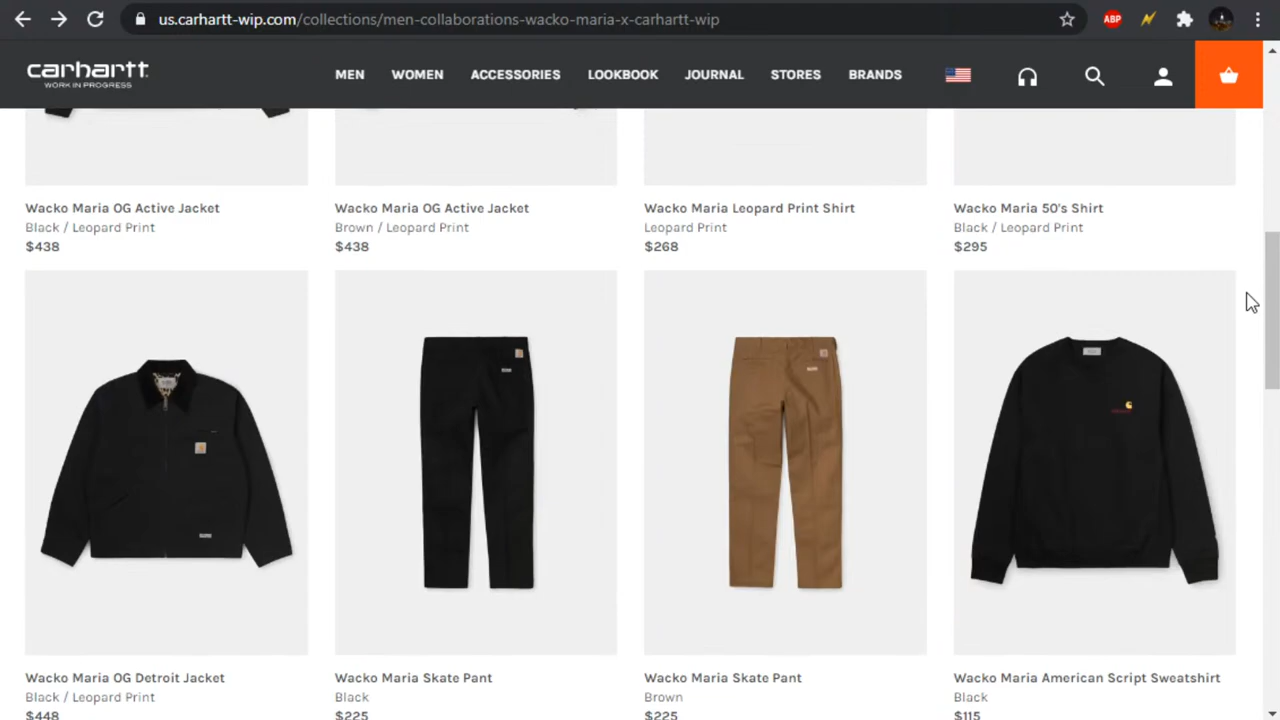 us.carhartt-wip.com/collections/men-collaborations-wacko-maria-x-carhartt-wip
ABP
carhartt
WORK IN PROGRESS
MEN WOMEN ACCESSORIES LOOKBOOK JOURNAL STORES BRANDS
Wacko Maria OG Active Jacket
Black / Leopard Print
$438
Wacko Maria OG Active Jacket
Brown / Leopard Print
$438
Wacko Maria Leopard Print Shirt
Leopard Print
$268
Wacko Maria 50's Shirt
Black / Leopard Print
$295
Wacko Maria OG Detroit Jacket
Black / Leopard Print
$448
Wacko Maria Skate Pant
Black
$225
Wacko Maria Skate Pant
Brown
$225
Wacko Maria American Script Sweatshirt
Black
$115